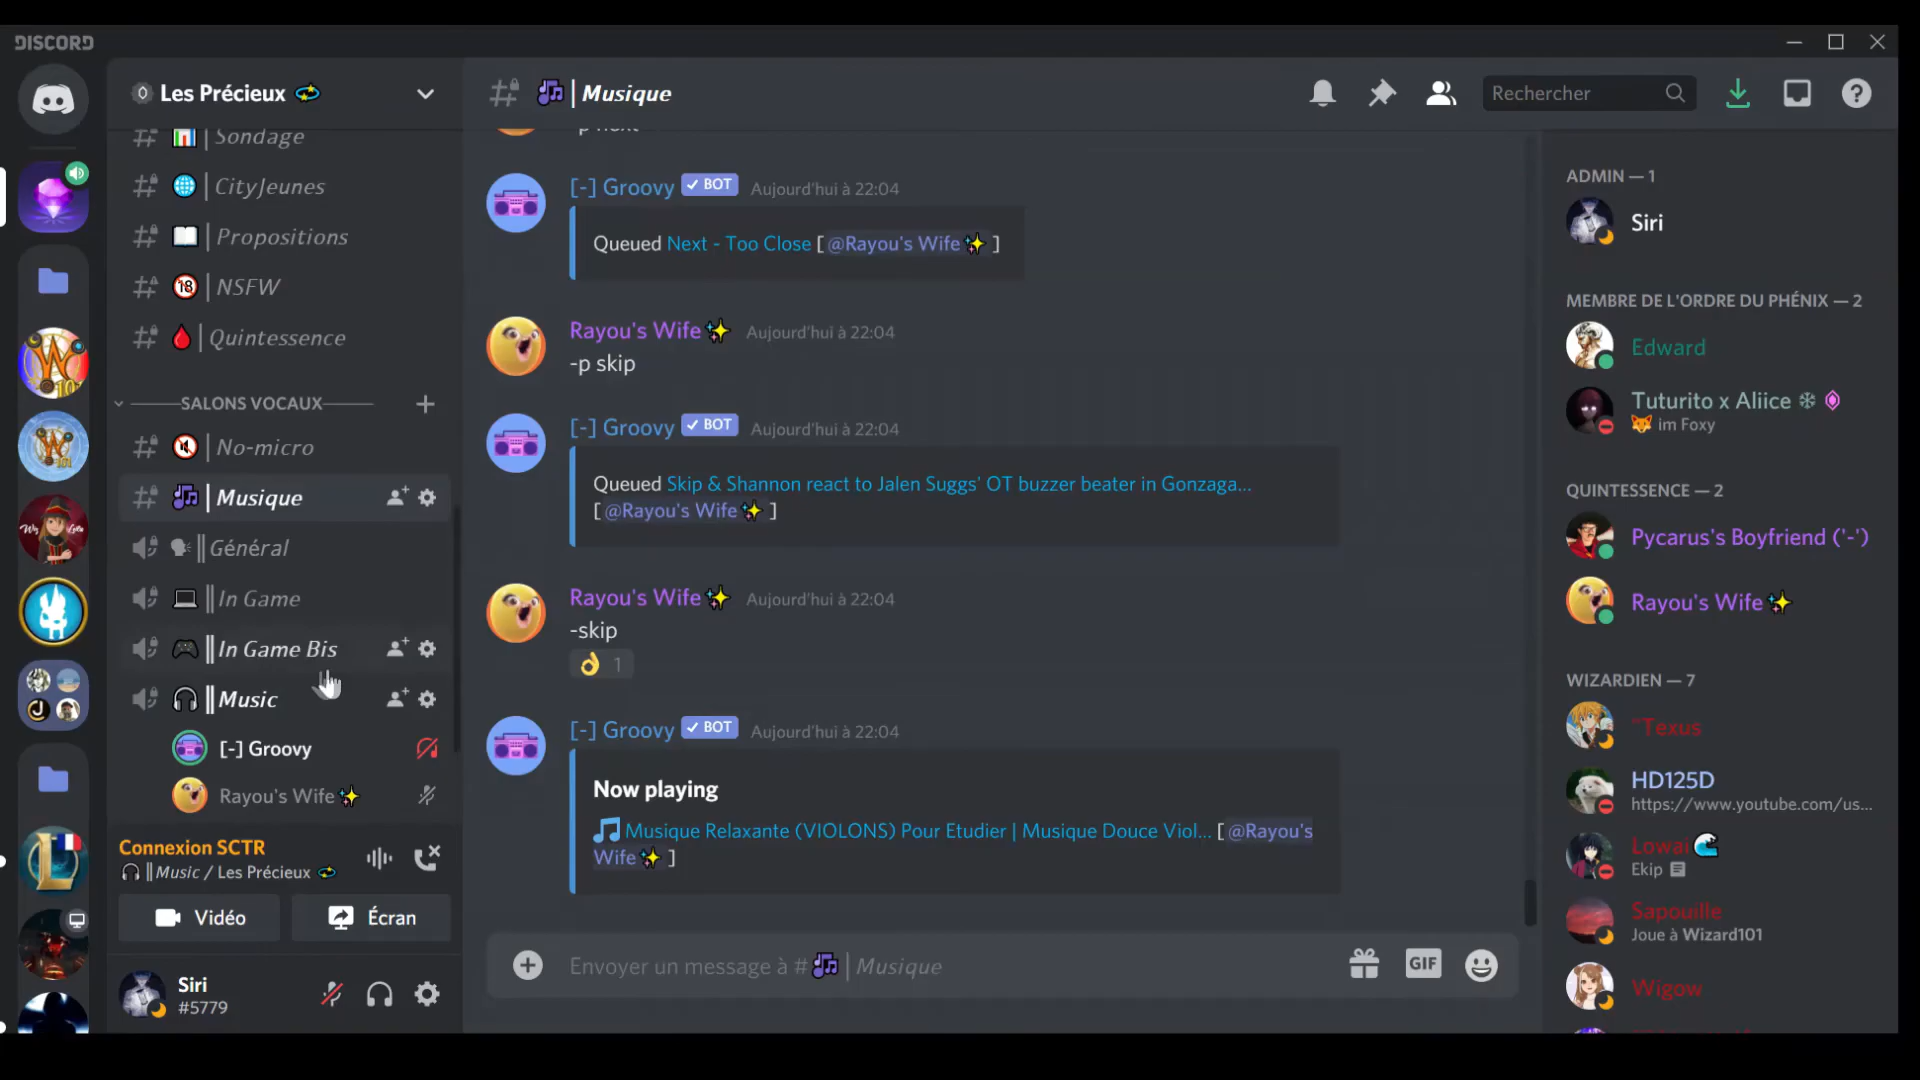 DISCORD
Les Précieux
| Musique
Rechercher
| Sondage
| CityJeunes
| Propositions
| NSFW
| Quintessence
SALONS VOCAUX
| No-micro
| Musique
║Général
║In Game
║In Game Bis
║Music
[-] Groovy
Rayou's Wife✨
Connexion SCTR
║Music / Les Précieux
Vidéo
Écran
Siri
#5779
-p next
[-] Groovy ✓ BOT Aujourd'hui à 22:04
Queued Next - Too Close [ @Rayou's Wife✨ ]
Rayou's Wife✨ Aujourd'hui à 22:04
-p skip
[-] Groovy ✓ BOT Aujourd'hui à 22:04
Queued Skip & Shannon react to Jalen Suggs' OT buzzer beater in Gonzaga...
[ @Rayou's Wife✨ ]
Rayou's Wife✨ Aujourd'hui à 22:04
-skip
👌 1
[-] Groovy ✓ BOT Aujourd'hui à 22:04
Now playing
🎵Musique Relaxante (VIOLONS) Pour Etudier | Musique Douce Viol... [ @Rayou's
Wife✨ ]
Envoyer un message à #🎶 | Musique
GIF
ADMIN — 1
Siri
MEMBRE DE L'ORDRE DU PHÉNIX — 2
Edward
Tuturito x Aliice ❄
🦊 im Foxy
QUINTESSENCE — 2
Pycarus's Boyfriend ('-')
Rayou's Wife✨
WIZARDIEN — 7
"Texus
HD125D
https://www.youtube.com/us...
Lowai🌊
Ekip
Sapouille
Joue à Wizard101
Wigow